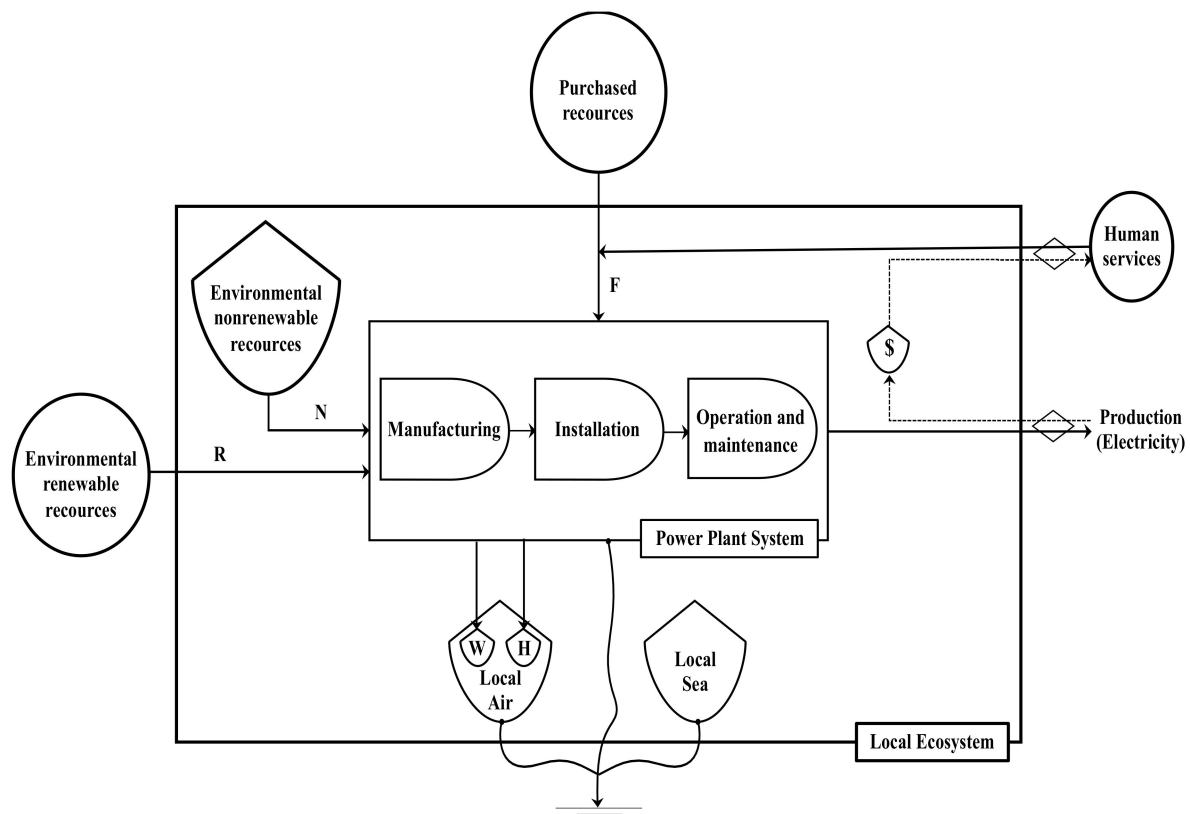 Purchased
recources
Human
services
Environmental
nonrenewable
recources
F
$
N
Manufacturing
Installation
Operation and
maintenance
Production
(Electricity)
Environmental
renewable
recources
R
Power Plant System
W
H
Local
Air
Local
Sea
Local Ecosystem